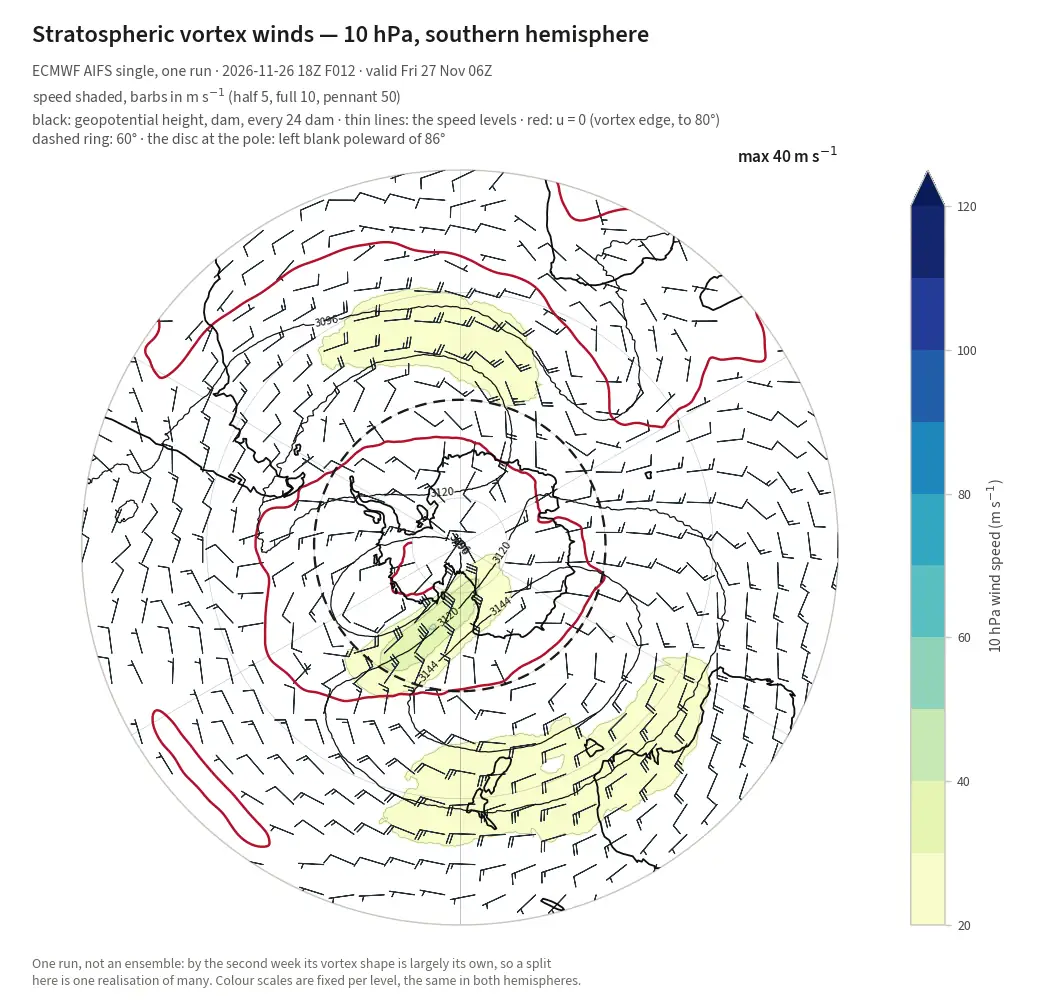 Stratospheric vortex winds — 10 hPa, southern hemisphere
ECMWF AIFS single, one run · 2026-11-26 18Z F012 · valid Fri 27 Nov 06Z
speed shaded, barbs in m s⁻¹ (half 5, full 10, pennant 50)
black: geopotential height, dam, every 24 dam · thin lines: the speed levels · red: u = 0 (vortex edge, to 80°)
dashed ring: 60° · the disc at the pole: left blank poleward of 86°
max 40 m s⁻¹
120
100
80
60
40
20
10 hPa wind speed (m s⁻¹)
3096
3120
3120
3144
3120
3144
One run, not an ensemble: by the second week its vortex shape is largely its own, so a split
here is one realisation of many. Colour scales are fixed per level, the same in both hemispheres.